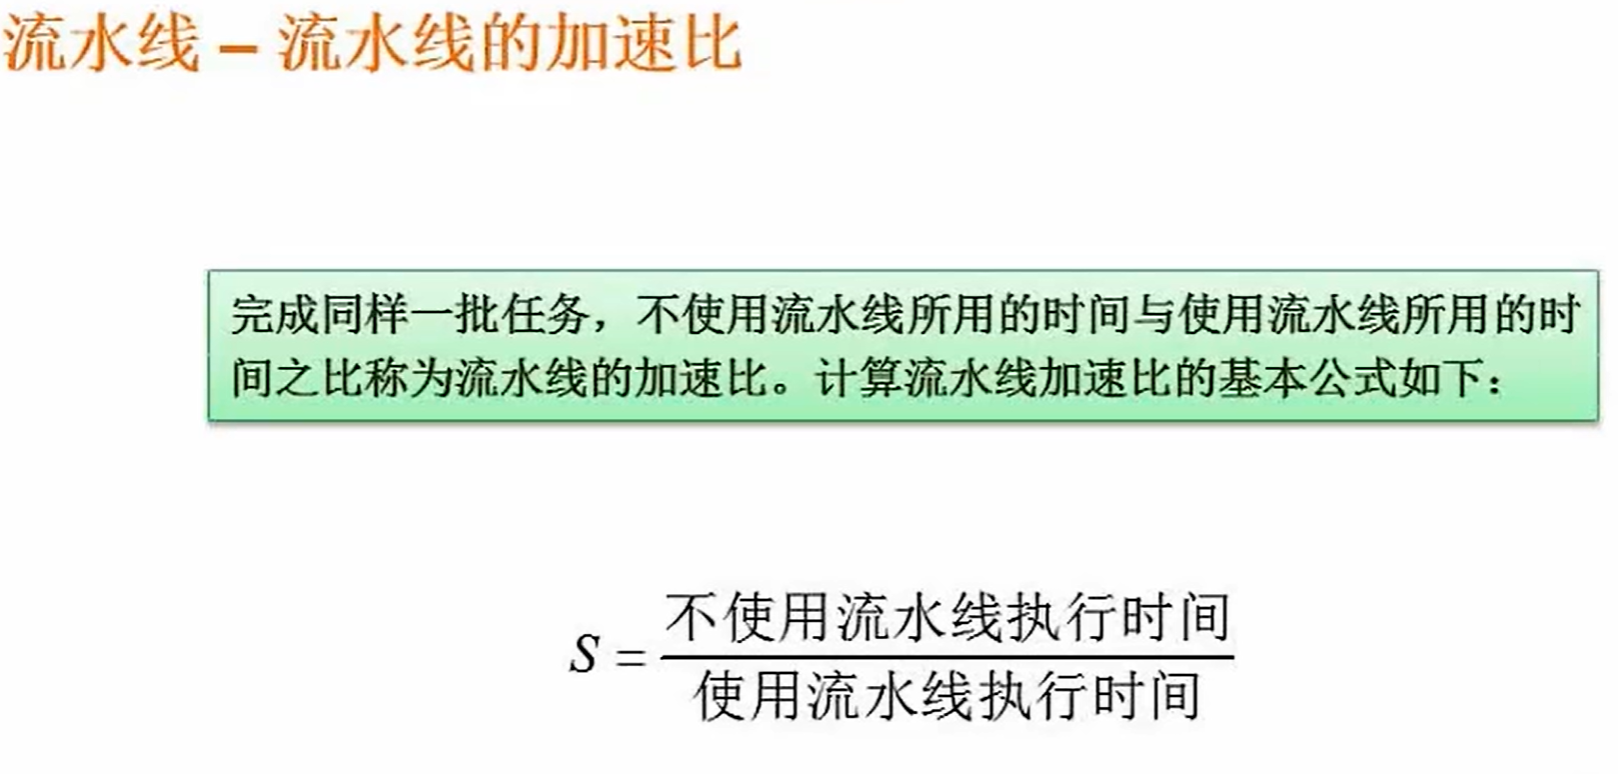 流水线 – 流水线的加速比
完成同样一批任务，不使用流水线所用的时间与使用流水线所用的时
间之比称为流水线的加速比。计算流水线加速比的基本公式如下：
不使用流水线执行时间
S =
使用流水线执行时间